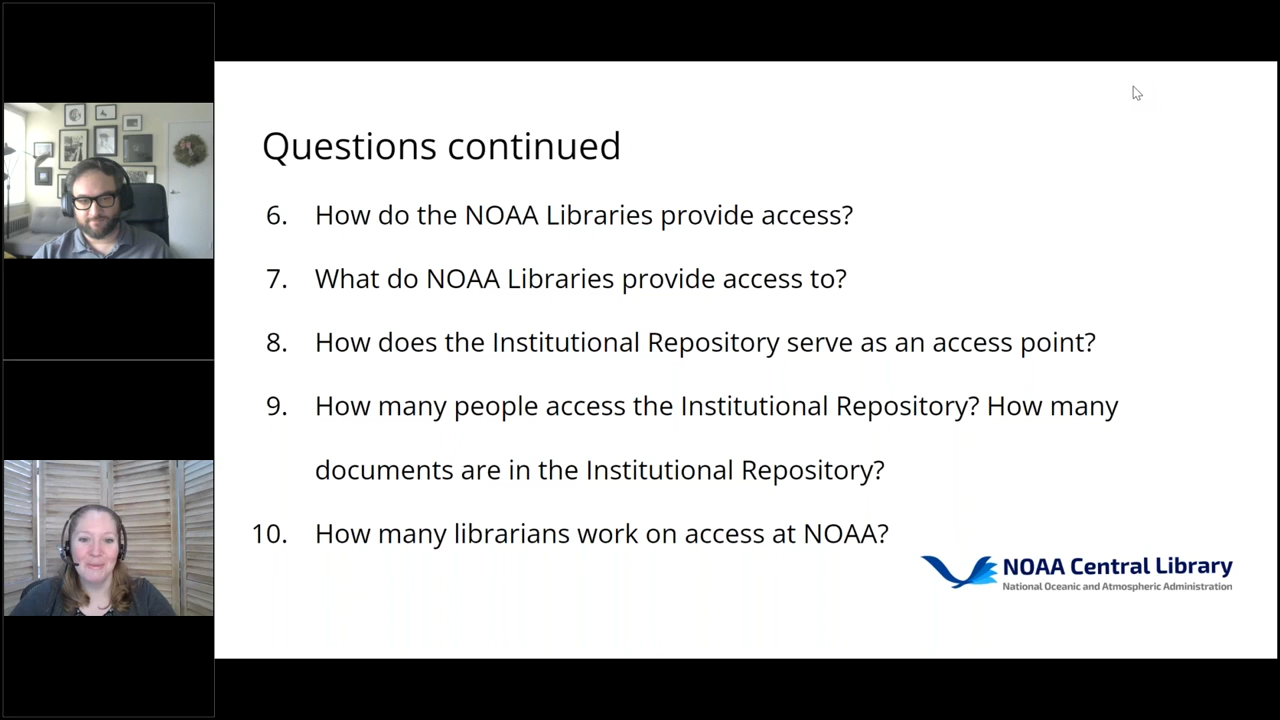 Questions continued
6. How do the NOAA Libraries provide access?
7. What do NOAA Libraries provide access to?
8. How does the Institutional Repository serve as an access point?
9. How many people access the Institutional Repository? How many
documents are in the Institutional Repository?
10. How many librarians work on access at NOAA?
NOAA Central Library
National Oceanic and Atmospheric Administration